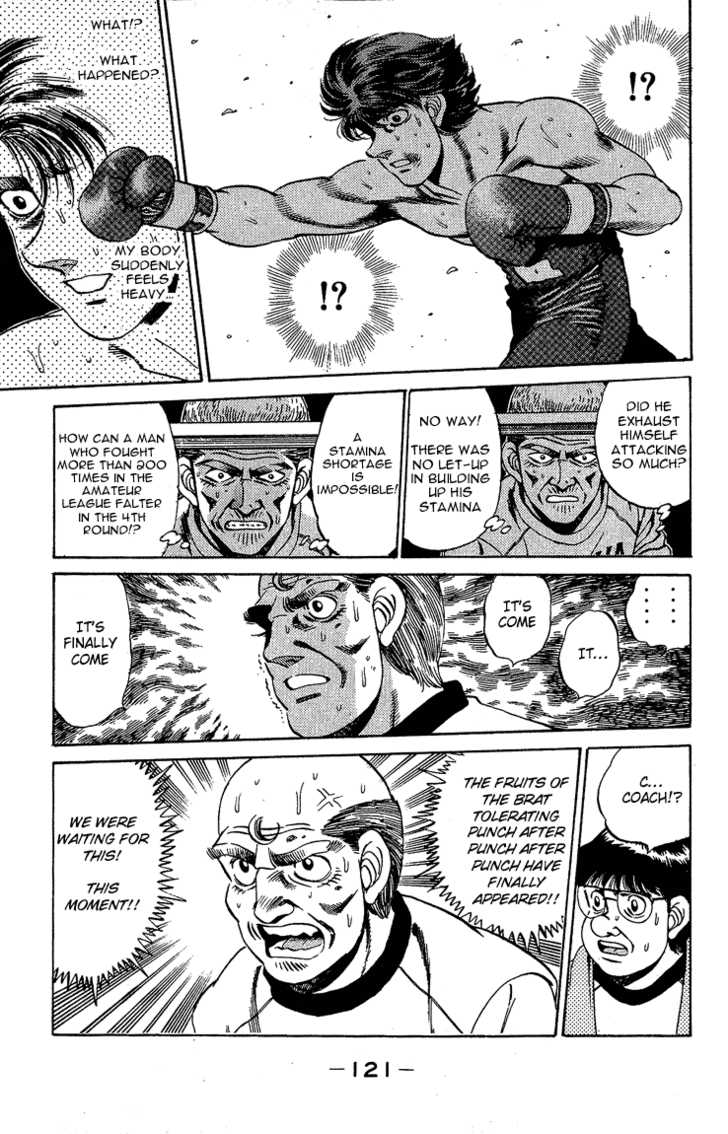 !?
!?
WHAT!?
WHAT
HAPPENED?
MY BODY
SUDDENLY
FEELS
HEAVY...
DID HE
EXHAUST
HIMSELF
ATTACKING
SO MUCH?
NO WAY!
THERE WAS
NO LET-UP
IN BUILDING
UP HIS
STAMINA
A
STAMINA
SHORTAGE
IS
IMPOSSIBLE!
HOW CAN A MAN
WHO FOUGHT
MORE THAN 200
TIMES IN THE
AMATEUR
LEAGUE FALTER
IN THE 4TH
ROUND!?
......
IT...
IT'S
COME
IT'S
FINALLY
COME
C...
COACH!?
THE FRUITS OF
THE BRAT
TOLERATING
PUNCH AFTER
PUNCH AFTER
PUNCH HAVE
FINALLY
APPEARED!!
WE WERE
WAITING FOR
THIS!
THIS
MOMENT!!
-121-